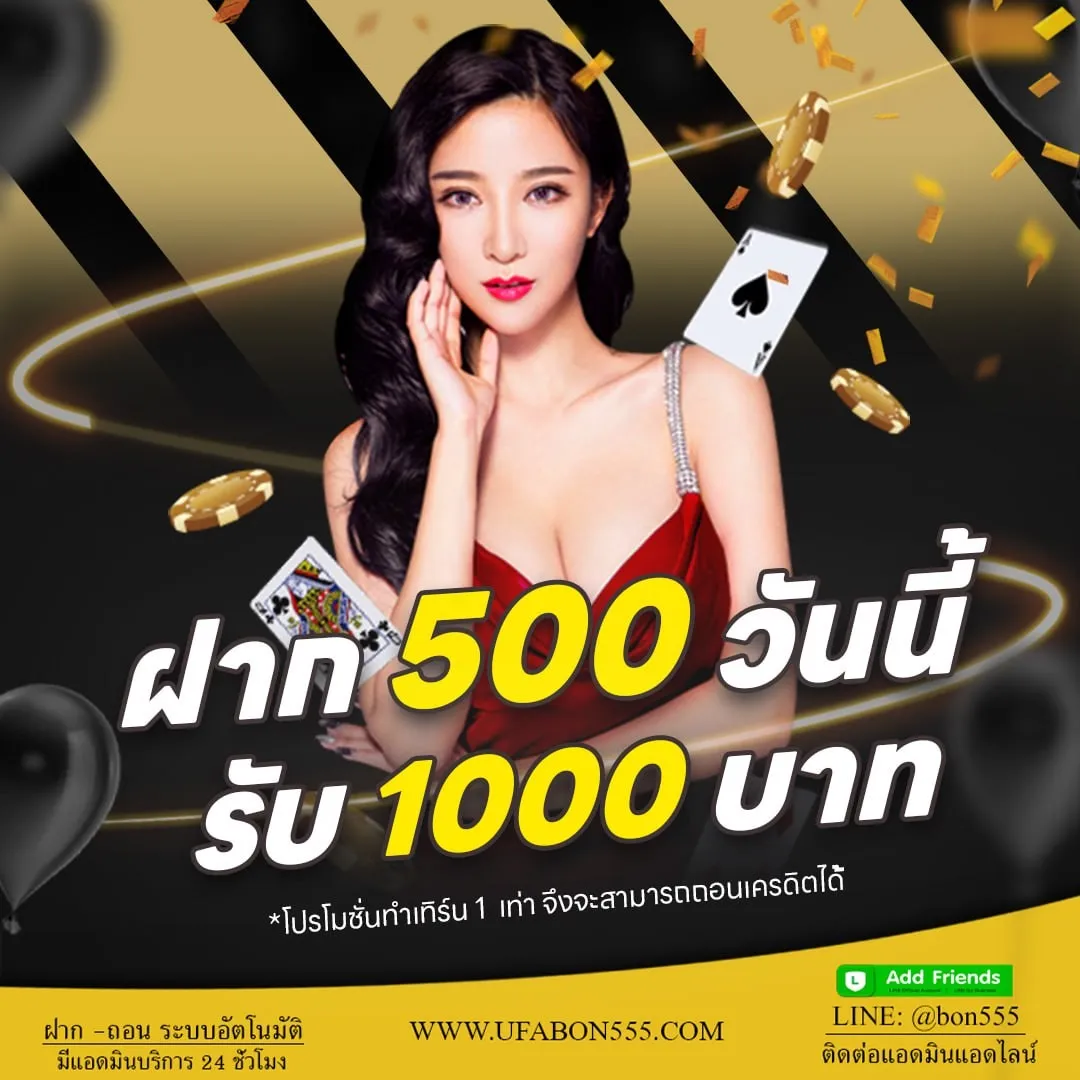 ฝาก 500 วันนี้
รับ 1000 บาท
*โปรโมชั่นทำเทิร์น 1 เท่า จึงจะสามารถถอนเครดิตได้
Add Friends
ฝาก -ถอน ระบบอัตโนมัติ
มีแอดมินบริการ 24 ชั่วโมง
WWW.UFABON555.COM
LINE: @bon555
ติดต่อแอดมินแอดไลน์